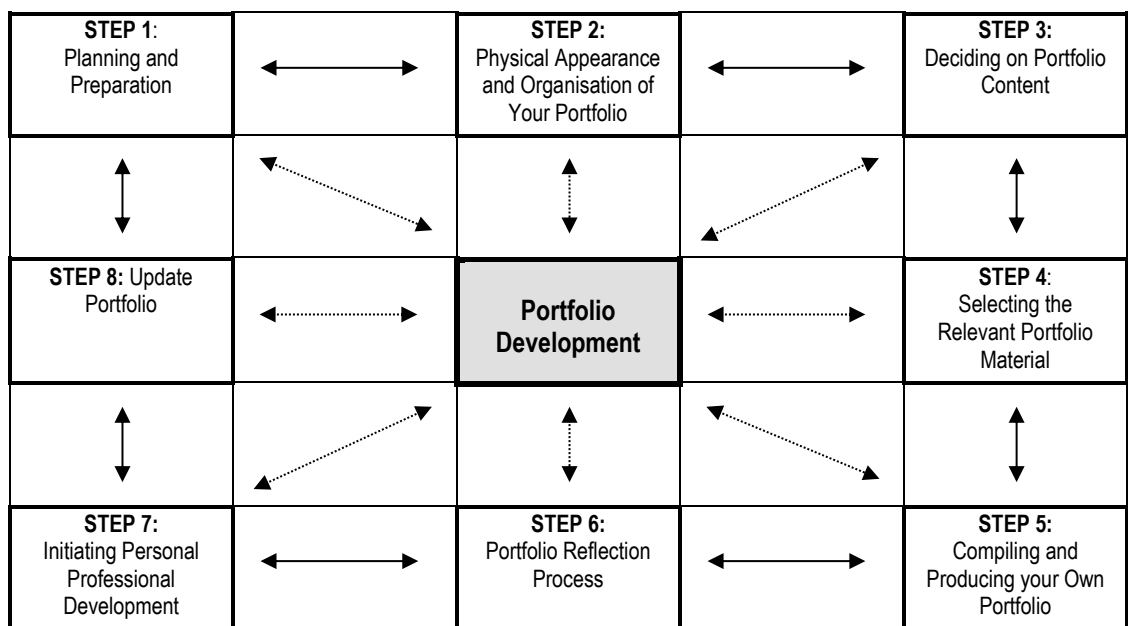 STEP 1:
Planning and
Preparation
STEP 2:
Physical Appearance
and Organisation of
Your Portfolio
STEP 3:
Deciding on Portfolio
Content
STEP 8: Update
Portfolio
Portfolio
Development
STEP 4:
Selecting the
Relevant Portfolio
Material
STEP 7:
Initiating Personal
Professional
Development
STEP 6:
Portfolio Reflection
Process
STEP 5:
Compiling and
Producing your Own
Portfolio